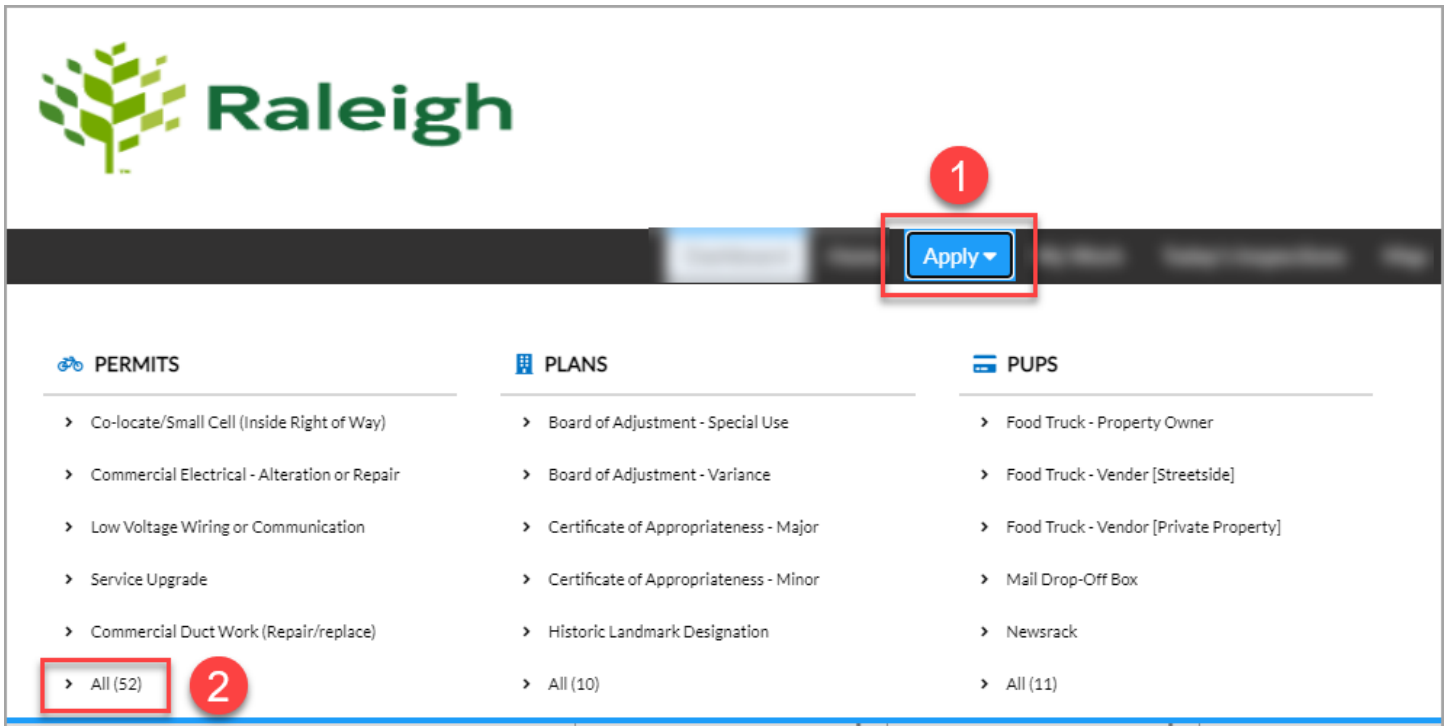 Raleigh
TM
1
Apply
PERMITS
Co-locate/Small Cell (Inside Right of Way)
Commercial Electrical - Alteration or Repair
Low Voltage Wiring or Communication
Service Upgrade
Commercial Duct Work (Repair/replace)
All (52)
2
PLANS
Board of Adjustment - Special Use
Board of Adjustment - Variance
Certificate of Appropriateness - Major
Certificate of Appropriateness - Minor
Historic Landmark Designation
All (10)
PUPS
Food Truck - Property Owner
Food Truck - Vender [Streetside]
Food Truck - Vendor [Private Property]
Mail Drop-Off Box
Newsrack
All (11)